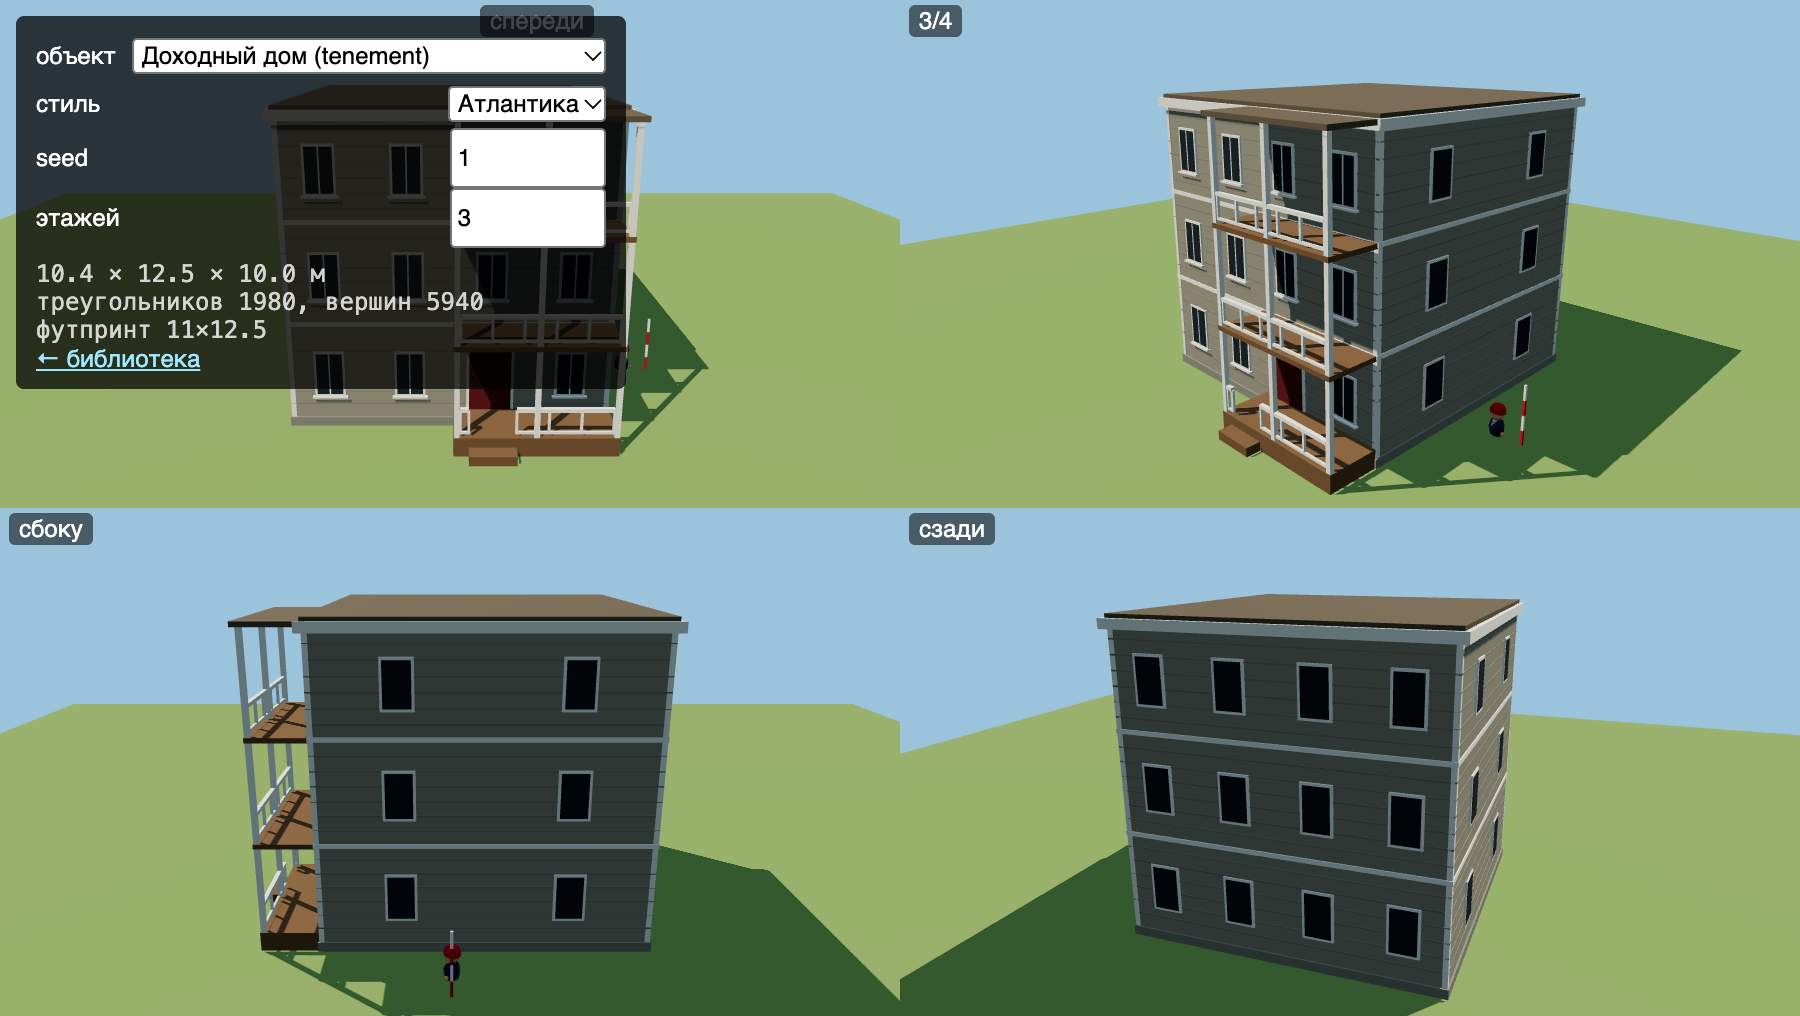 спереди
объект Доходный дом (tenement)
стиль Атлантика
seed 1
этажей 3
10.4 × 12.5 × 10.0 м
треугольников 1980, вершин 5940
футпринт 11×12.5
← библиотека
3/4
сбоку
сзади